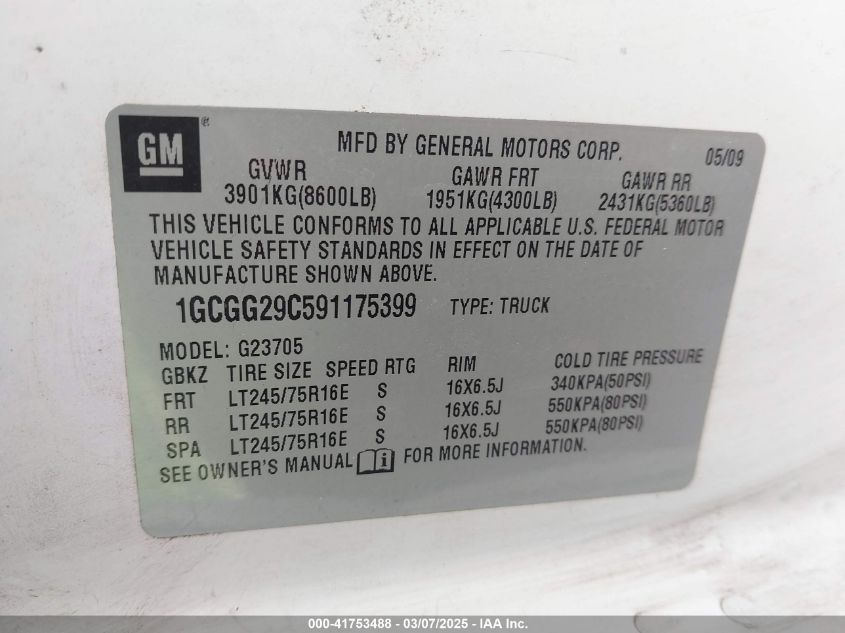 GM ®
MFD BY GENERAL MOTORS CORP. 05/09
GVWR GAWR FRT GAWR RR
3901KG(8600LB) 1951KG(4300LB) 2431KG(5360LB)
THIS VEHICLE CONFORMS TO ALL APPLICABLE U.S. FEDERAL MOTOR
VEHICLE SAFETY STANDARDS IN EFFECT ON THE DATE OF
MANUFACTURE SHOWN ABOVE.
1GCGG29C591175399 TYPE: TRUCK
MODEL: G23705
GBKZ TIRE SIZE SPEED RTG RIM COLD TIRE PRESSURE
FRT LT245/75R16E S 16X6.5J 340KPA(50PSI)
RR LT245/75R16E S 16X6.5J 550KPA(80PSI)
SPA LT245/75R16E S 16X6.5J 550KPA(80PSI)
SEE OWNER'S MANUAL i FOR MORE INFORMATION.
000-41753488 - 03/07/2025 - IAA Inc.